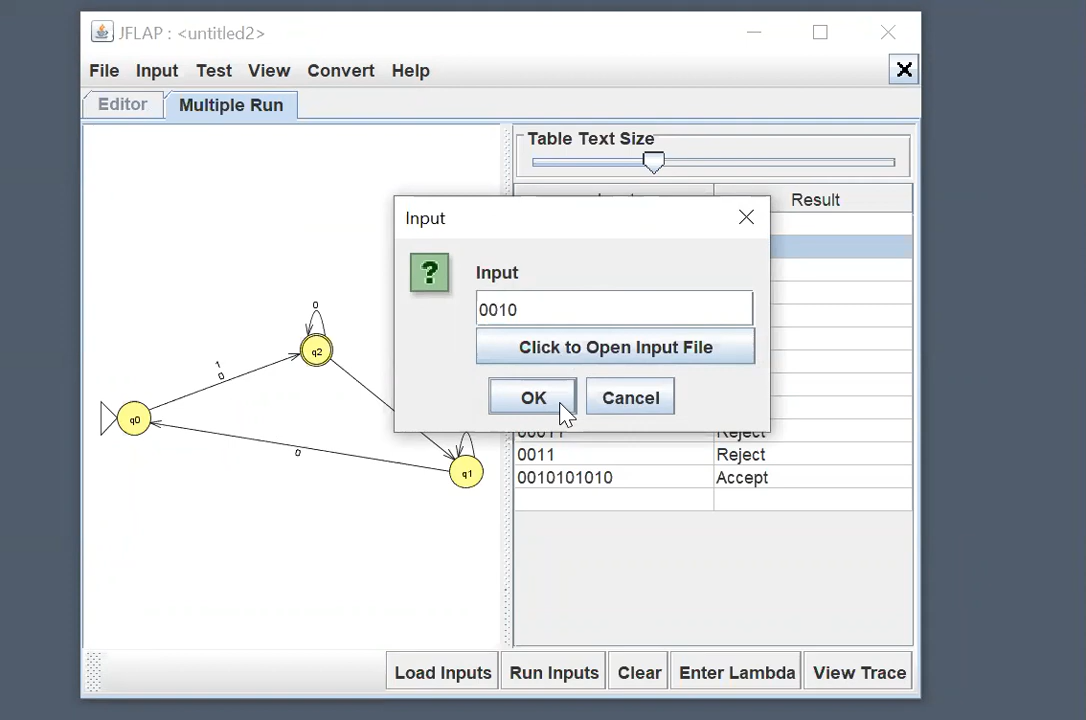 JFLAP : <untitled2>
File Input Test View Convert Help
Editor Multiple Run
Table Text Size
Result
Input
?
Input
0010
Click to Open Input File
OK Cancel
0
q2
1
0
q0
0
q1
00011 Reject
0011 Reject
0010101010 Accept
Load Inputs Run Inputs Clear Enter Lambda View Trace